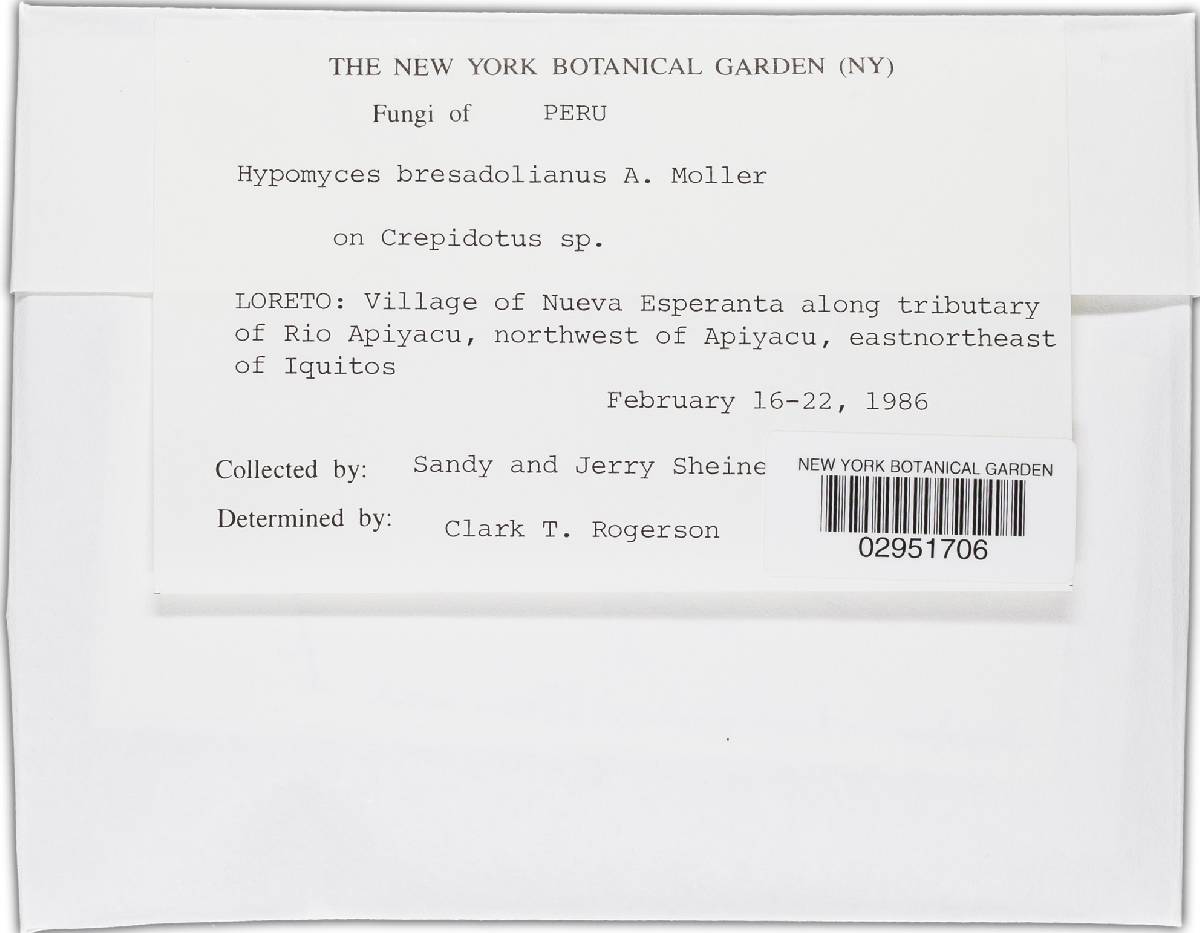 THE NEW YORK BOTANICAL GARDEN (NY)
Fungi of PERU
Hypomyces bresadolianus A. Moller
on Crepidotus sp.
LORETO: Village of Nueva Esperanta along tributary
of Rio Apiyacu, northwest of Apiyacu, eastnortheast
of Iquitos
February 16-22, 1986
Collected by: Sandy and Jerry Sheine
Determined by: Clark T. Rogerson
NEW YORK BOTANICAL GARDEN
02951706